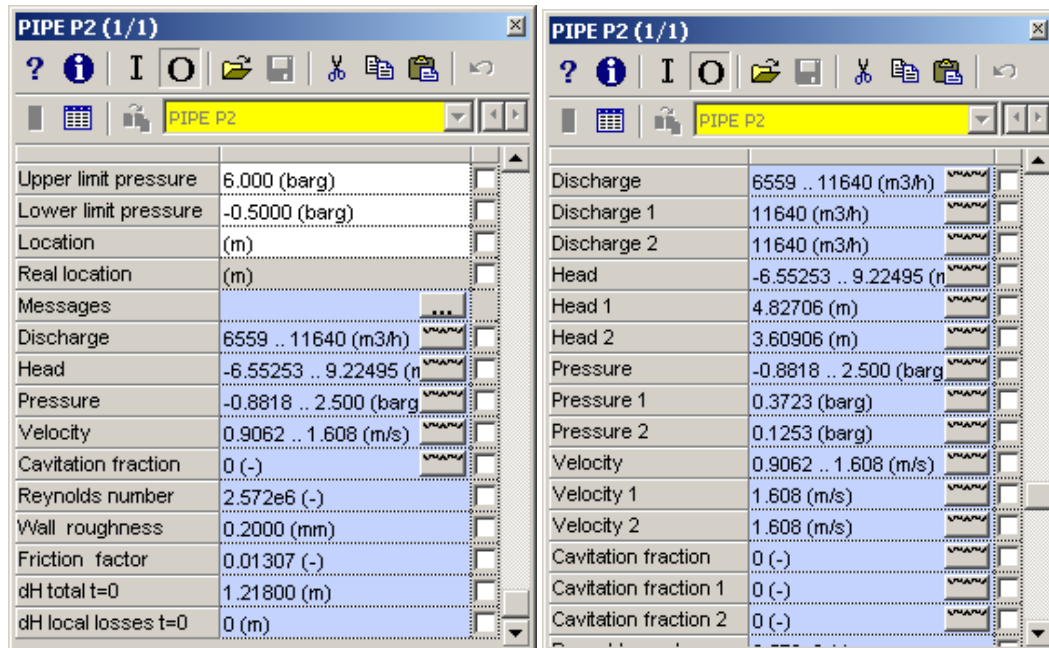 PIPE P2 (1/1)
? i I O
PIPE P2
Upper limit pressure 6.000 (barg)
Lower limit pressure -0.5000 (barg)
Location (m)
Real location (m)
Messages ...
Discharge 6559 .. 11640 (m3/h)
Head -6.55253 .. 9.22495 (m
Pressure -0.8818 .. 2.500 (barg
Velocity 0.9062 .. 1.608 (m/s)
Cavitation fraction 0 (-)
Reynolds number 2.572e6 (-)
Wall roughness 0.2000 (mm)
Friction factor 0.01307 (-)
dH total t=0 1.21800 (m)
dH local losses t=0 0 (m)
PIPE P2 (1/1)
? i I O
PIPE P2
Discharge 6559 .. 11640 (m3/h)
Discharge 1 11640 (m3/h)
Discharge 2 11640 (m3/h)
Head -6.55253 .. 9.22495 (m
Head 1 4.82706 (m)
Head 2 3.60906 (m)
Pressure -0.8818 .. 2.500 (barg
Pressure 1 0.3723 (barg)
Pressure 2 0.1253 (barg)
Velocity 0.9062 .. 1.608 (m/s)
Velocity 1 1.608 (m/s)
Velocity 2 1.608 (m/s)
Cavitation fraction 0 (-)
Cavitation fraction 1 0 (-)
Cavitation fraction 2 0 (-)